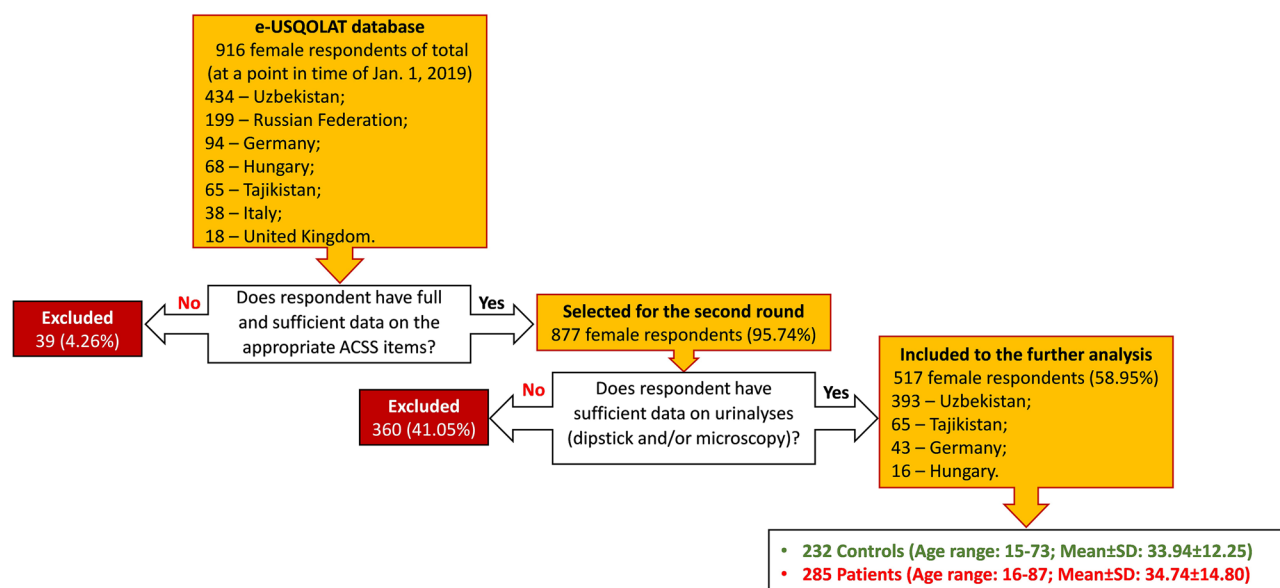 e-USQOLAT database
916 female respondents of total
(at a point in time of Jan. 1, 2019)
434 – Uzbekistan;
199 – Russian Federation;
94 – Germany;
68 – Hungary;
65 – Tajikistan;
38 – Italy;
18 – United Kingdom.
Does respondent have full
and sufficient data on the
appropriate ACSS items?
No
Yes
Excluded
39 (4.26%)
Selected for the second round
877 female respondents (95.74%)
Does respondent have
sufficient data on urinalyses
(dipstick and/or microscopy)?
No
Yes
Excluded
360 (41.05%)
Included to the further analysis
517 female respondents (58.95%)
393 – Uzbekistan;
65 – Tajikistan;
43 – Germany;
16 – Hungary.
• 232 Controls (Age range: 15-73; Mean±SD: 33.94±12.25)
• 285 Patients (Age range: 16-87; Mean±SD: 34.74±14.80)